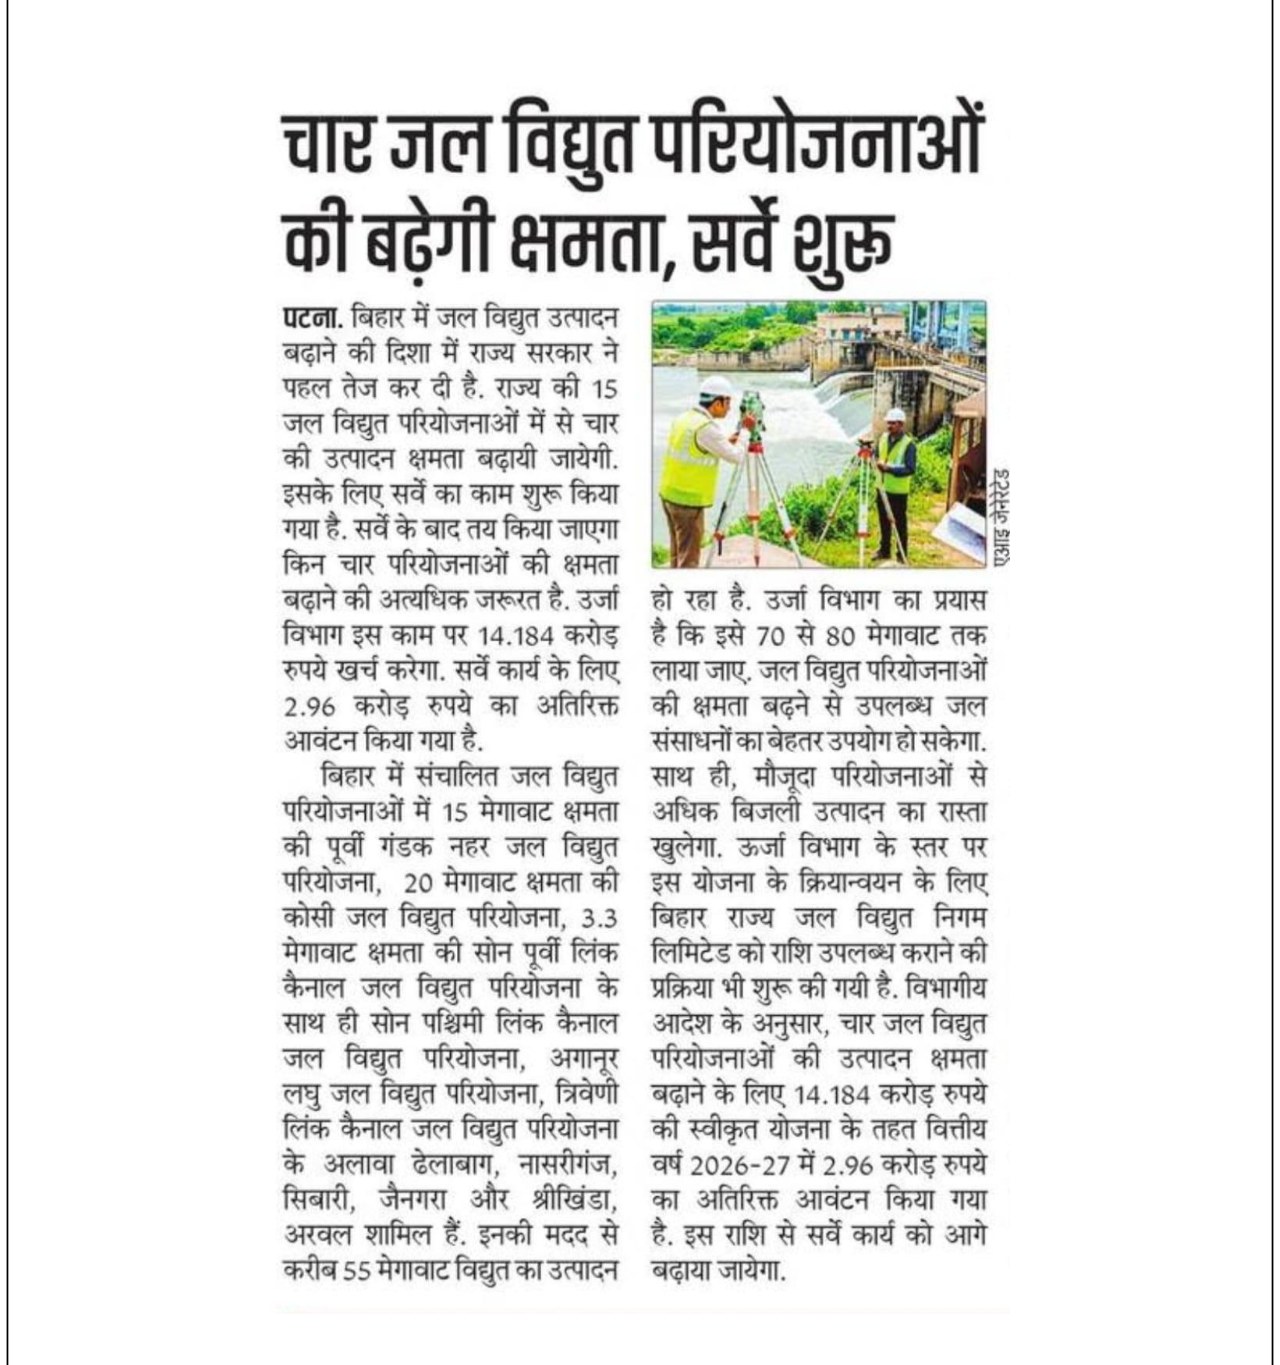 चार जल विद्युत परियोजनाओं
की बढ़ेगी क्षमता, सर्वे शुरू
पटना. बिहार में जल विद्युत उत्पादन
बढ़ाने की दिशा में राज्य सरकार ने
पहल तेज कर दी है. राज्य की 15
जल विद्युत परियोजनाओं में से चार
की उत्पादन क्षमता बढ़ायी जायेगी.
इसके लिए सर्वे का काम शुरू किया
गया है. सर्वे के बाद तय किया जाएगा
किन चार परियोजनाओं की क्षमता
बढ़ाने की अत्यधिक जरूरत है. उर्जा
विभाग इस काम पर 14.184 करोड़
रुपये खर्च करेगा. सर्वे कार्य के लिए
2.96 करोड़ रुपये का अतिरिक्त
आवंटन किया गया है.
बिहार में संचालित जल विद्युत
परियोजनाओं में 15 मेगावाट क्षमता
की पूर्वी गंडक नहर जल विद्युत
परियोजना, 20 मेगावाट क्षमता की
कोसी जल विद्युत परियोजना, 3.3
मेगावाट क्षमता की सोन पूर्वी लिंक
कैनाल जल विद्युत परियोजना के
साथ ही सोन पश्चिमी लिंक कैनाल
जल विद्युत परियोजना, अगानूर
लघु जल विद्युत परियोजना, त्रिवेणी
लिंक कैनाल जल विद्युत परियोजना
के अलावा ढेलाबाग, नासरीगंज,
सिबारी, जैनगरा और श्रीखिंडा,
अरवल शामिल हैं. इनकी मदद से
करीब 55 मेगावाट विद्युत का उत्पादन
एआइ जेनरेटेड
हो रहा है. उर्जा विभाग का प्रयास
है कि इसे 70 से 80 मेगावाट तक
लाया जाए. जल विद्युत परियोजनाओं
की क्षमता बढ़ने से उपलब्ध जल
संसाधनों का बेहतर उपयोग हो सकेगा.
साथ ही, मौजूदा परियोजनाओं से
अधिक बिजली उत्पादन का रास्ता
खुलेगा. ऊर्जा विभाग के स्तर पर
इस योजना के क्रियान्वयन के लिए
बिहार राज्य जल विद्युत निगम
लिमिटेड को राशि उपलब्ध कराने की
प्रक्रिया भी शुरू की गयी है. विभागीय
आदेश के अनुसार, चार जल विद्युत
परियोजनाओं की उत्पादन क्षमता
बढ़ाने के लिए 14.184 करोड़ रुपये
की स्वीकृत योजना के तहत वित्तीय
वर्ष 2026-27 में 2.96 करोड़ रुपये
का अतिरिक्त आवंटन किया गया
है. इस राशि से सर्वे कार्य को आगे
बढ़ाया जायेगा.